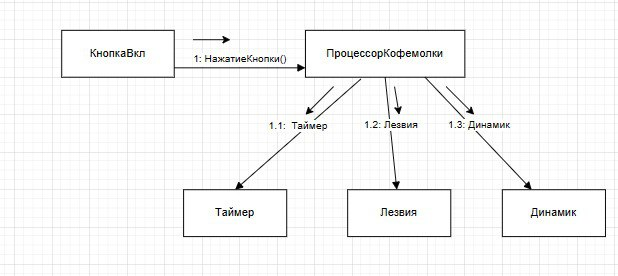 КнопкаВкл
ПроцессорКофемолки
1: НажатиеКнопки()
1.1:  Таймер
1.2: Лезвия
1.3: Динамик
Таймер
Лезвия
Динамик